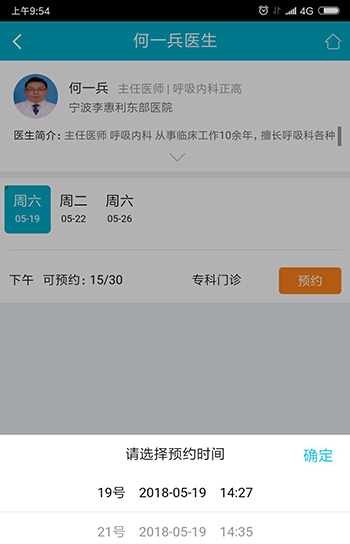 上午9:54 4G
何一兵医生
何一兵 主任医师 | 呼吸内科正高
宁波李惠利东部医院
医生简介: 主任医师 呼吸内科 从事临床工作10余年, 擅长呼吸科各种
周六 周二 周六
05-19 05-22 05-26
下午 可预约: 15/30 专科门诊 预约
请选择预约时间 确定
19号 2018-05-19 14:27
21号 2018-05-19 14:35